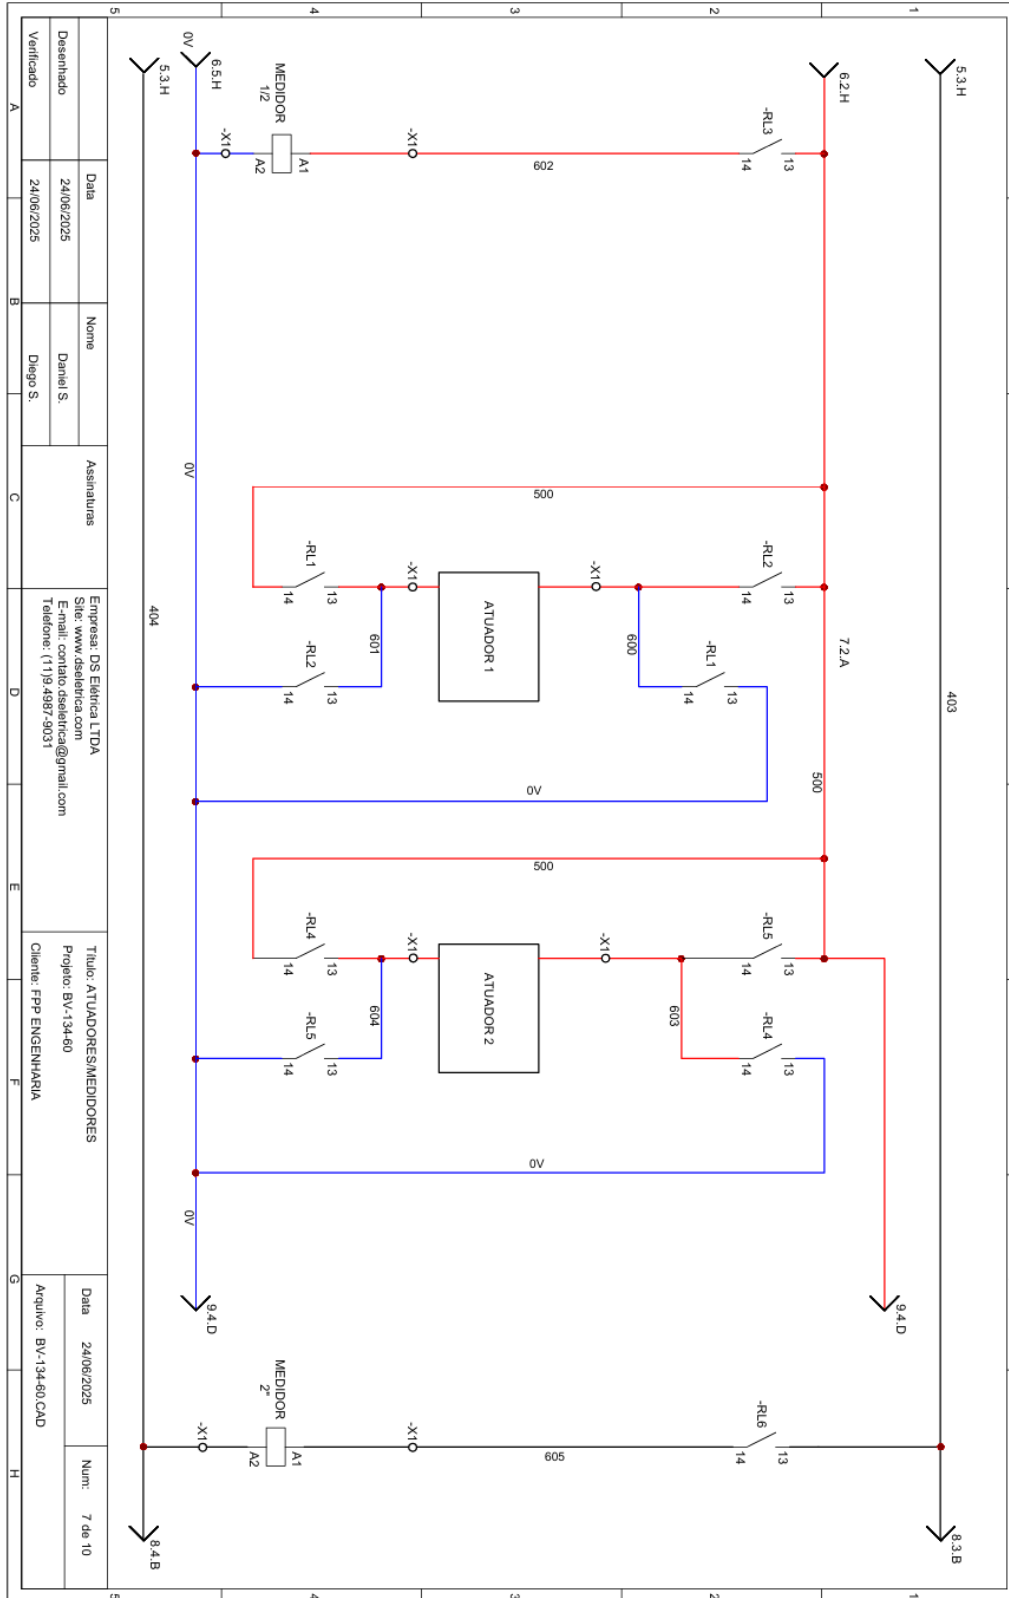 1
2
3
4
5
5.3.H
403
8.3.B
6.2.H
7.2.A
500
9.4.D
-RL3
13
14
602
-X1
MEDIDOR
1/2
A1
A2
-X1
500
-RL2
13
14
-RL1
13
14
600
-X1
ATUADOR 1
-X1
601
-RL1
13
14
-RL2
13
14
0V
500
-RL5
13
14
-RL4
13
14
603
-X1
ATUADOR 2
-X1
604
-RL4
13
14
-RL5
13
14
0V
-RL6
13
14
605
-X1
MEDIDOR
2"
A1
A2
-X1
6.5.H
0V
0V
0V
9.4.D
5.3.H
404
8.4.B
1
2
3
4
5
Data
Nome
Assinaturas
Desenhado
24/06/2025
Daniel S.
Verificado
24/06/2025
Diego S.
Empresa: DS Elétrica LTDA
Site: www.dseletrica.com
E-mail: contato.dseletrica@gmail.com
Telefone: (11)9.4987-9031
Título: ATUADORES/MEDIDORES
Projeto: BV-134-60
Cliente: FPP ENGENHARIA
Data 24/06/2025
Num: 7 de 10
Arquivo: BV-134-60.CAD
A
B
C
D
E
F
G
H